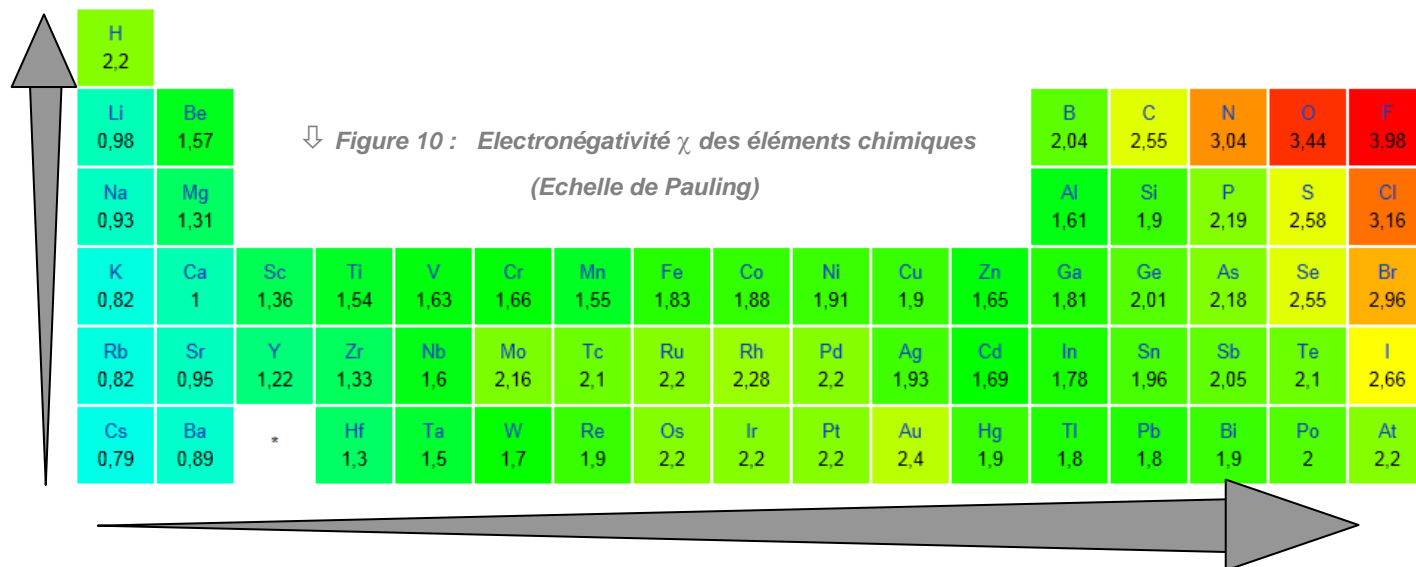 H
2,2
Li Be B C N O F
0,98 1,57 2,04 2,55 3,04 3,44 3,98
⇩ Figure 10 : Electronégativité χ des éléments chimiques
(Echelle de Pauling)
Na Mg Al Si P S Cl
0,93 1,31 1,61 1,9 2,19 2,58 3,16
K Ca Sc Ti V Cr Mn Fe Co Ni Cu Zn Ga Ge As Se Br
0,82 1 1,36 1,54 1,63 1,66 1,55 1,83 1,88 1,91 1,9 1,65 1,81 2,01 2,18 2,55 2,96
Rb Sr Y Zr Nb Mo Tc Ru Rh Pd Ag Cd In Sn Sb Te I
0,82 0,95 1,22 1,33 1,6 2,16 2,1 2,2 2,28 2,2 1,93 1,69 1,78 1,96 2,05 2,1 2,66
Cs Ba * Hf Ta W Re Os Ir Pt Au Hg Tl Pb Bi Po At
0,79 0,89 1,3 1,5 1,7 1,9 2,2 2,2 2,2 2,4 1,9 1,8 1,8 1,9 2 2,2